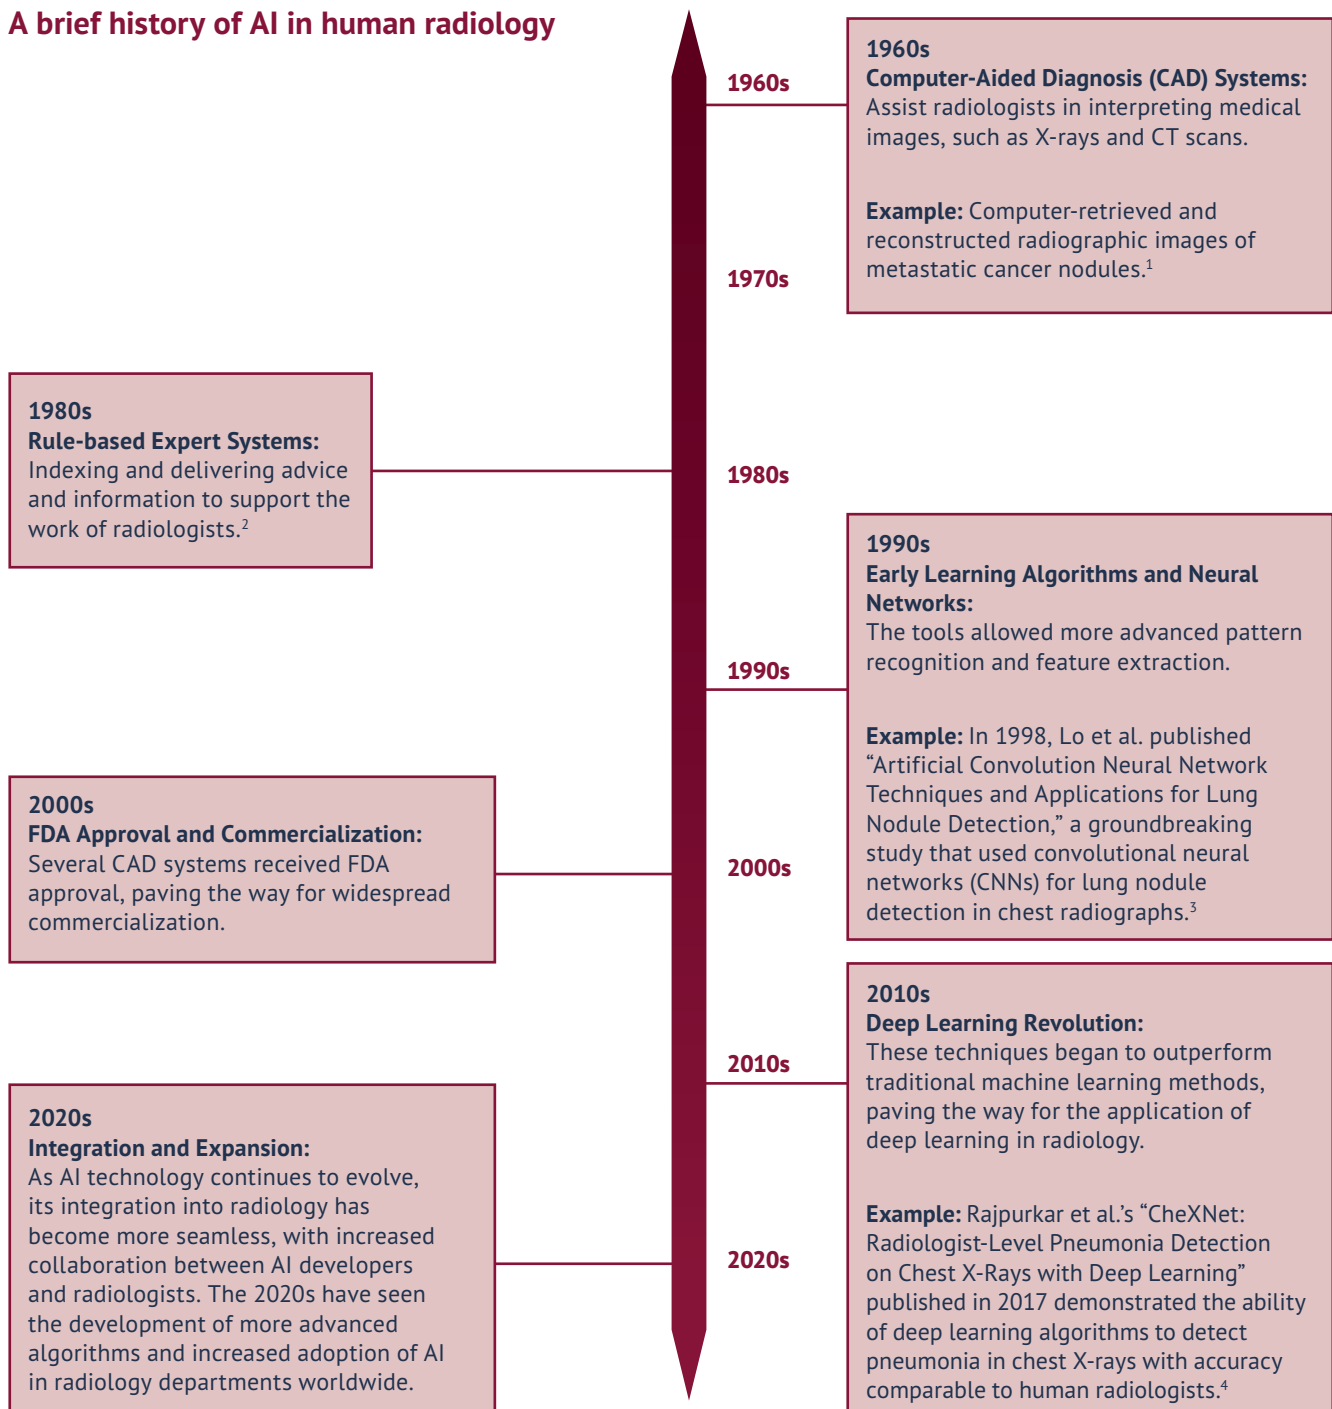 A brief history of AI in human radiology
1960s
1960s
Computer-Aided Diagnosis (CAD) Systems:
Assist radiologists in interpreting medical
images, such as X-rays and CT scans.
Example: Computer-retrieved and
reconstructed radiographic images of
metastatic cancer nodules.1
1970s
1980s
Rule-based Expert Systems:
Indexing and delivering advice
and information to support the
work of radiologists.2
1980s
1990s
1990s
Early Learning Algorithms and Neural
Networks:
The tools allowed more advanced pattern
recognition and feature extraction.
Example: In 1998, Lo et al. published
“Artificial Convolution Neural Network
Techniques and Applications for Lung
Nodule Detection,” a groundbreaking
study that used convolutional neural
networks (CNNs) for lung nodule
detection in chest radiographs.3
2000s
FDA Approval and Commercialization:
Several CAD systems received FDA
approval, paving the way for widespread
commercialization.
2000s
2010s
2010s
Deep Learning Revolution:
These techniques began to outperform
traditional machine learning methods,
paving the way for the application of
deep learning in radiology.
Example: Rajpurkar et al.’s “CheXNet:
Radiologist-Level Pneumonia Detection
on Chest X-Rays with Deep Learning”
published in 2017 demonstrated the ability
of deep learning algorithms to detect
pneumonia in chest X-rays with accuracy
comparable to human radiologists.4
2020s
Integration and Expansion:
As AI technology continues to evolve,
its integration into radiology has
become more seamless, with increased
collaboration between AI developers
and radiologists. The 2020s have seen
the development of more advanced
algorithms and increased adoption of AI
in radiology departments worldwide.
2020s